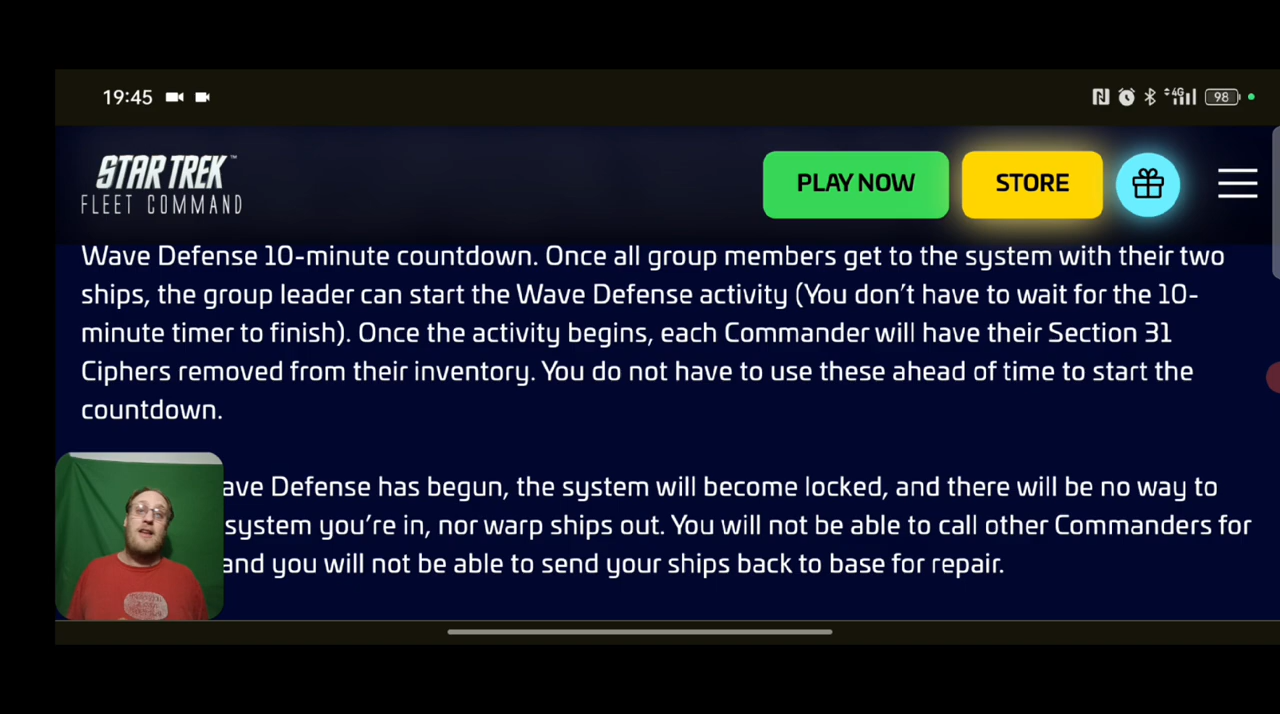 19:45
4G
98
STAR TREK™
FLEET COMMAND
PLAY NOW
STORE
Wave Defense 10-minute countdown. Once all group members get to the system with their two
ships, the group leader can start the Wave Defense activity (You don't have to wait for the 10-
minute timer to finish). Once the activity begins, each Commander will have their Section 31
Ciphers removed from their inventory. You do not have to use these ahead of time to start the
countdown.
ave Defense has begun, the system will become locked, and there will be no way to
system you're in, nor warp ships out. You will not be able to call other Commanders for
and you will not be able to send your ships back to base for repair.